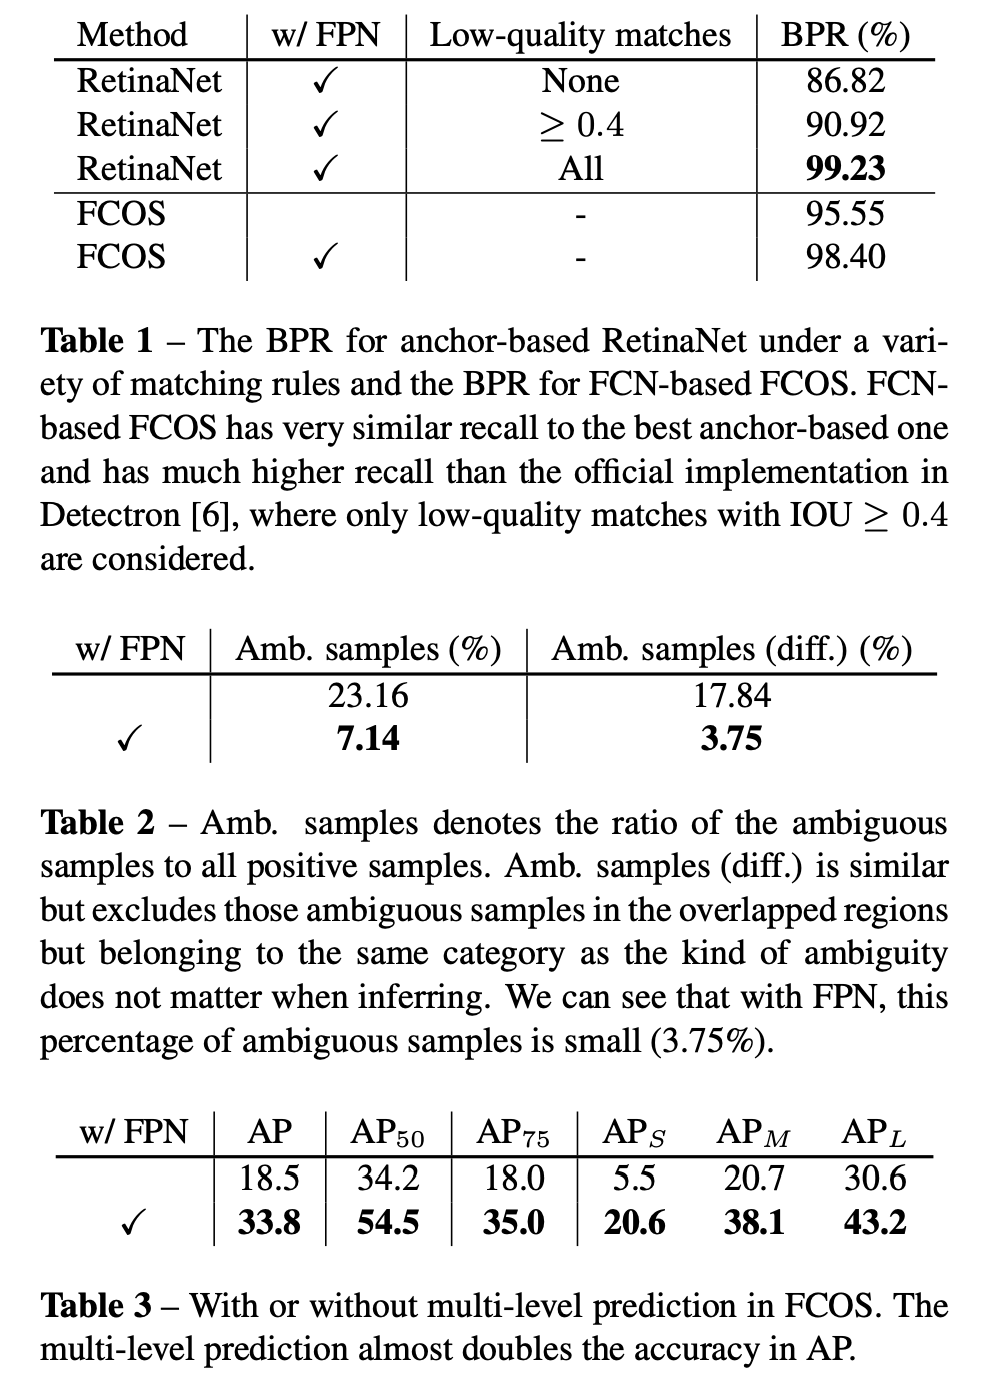 Method w/ FPN Low-quality matches BPR (%)
RetinaNet ✓ None 86.82
RetinaNet ✓ ≥ 0.4 90.92
RetinaNet ✓ All 99.23
FCOS - 95.55
FCOS ✓ - 98.40
Table 1 – The BPR for anchor-based RetinaNet under a vari-
ety of matching rules and the BPR for FCN-based FCOS. FCN-
based FCOS has very similar recall to the best anchor-based one
and has much higher recall than the official implementation in
Detectron [6], where only low-quality matches with IOU ≥ 0.4
are considered.
w/ FPN Amb. samples (%) Amb. samples (diff.) (%)
23.16 17.84
✓ 7.14 3.75
Table 2 – Amb. samples denotes the ratio of the ambiguous
samples to all positive samples. Amb. samples (diff.) is similar
but excludes those ambiguous samples in the overlapped regions
but belonging to the same category as the kind of ambiguity
does not matter when inferring. We can see that with FPN, this
percentage of ambiguous samples is small (3.75%).
w/ FPN AP AP50 AP75 APS APM APL
18.5 34.2 18.0 5.5 20.7 30.6
✓ 33.8 54.5 35.0 20.6 38.1 43.2
Table 3 – With or without multi-level prediction in FCOS. The
multi-level prediction almost doubles the accuracy in AP.